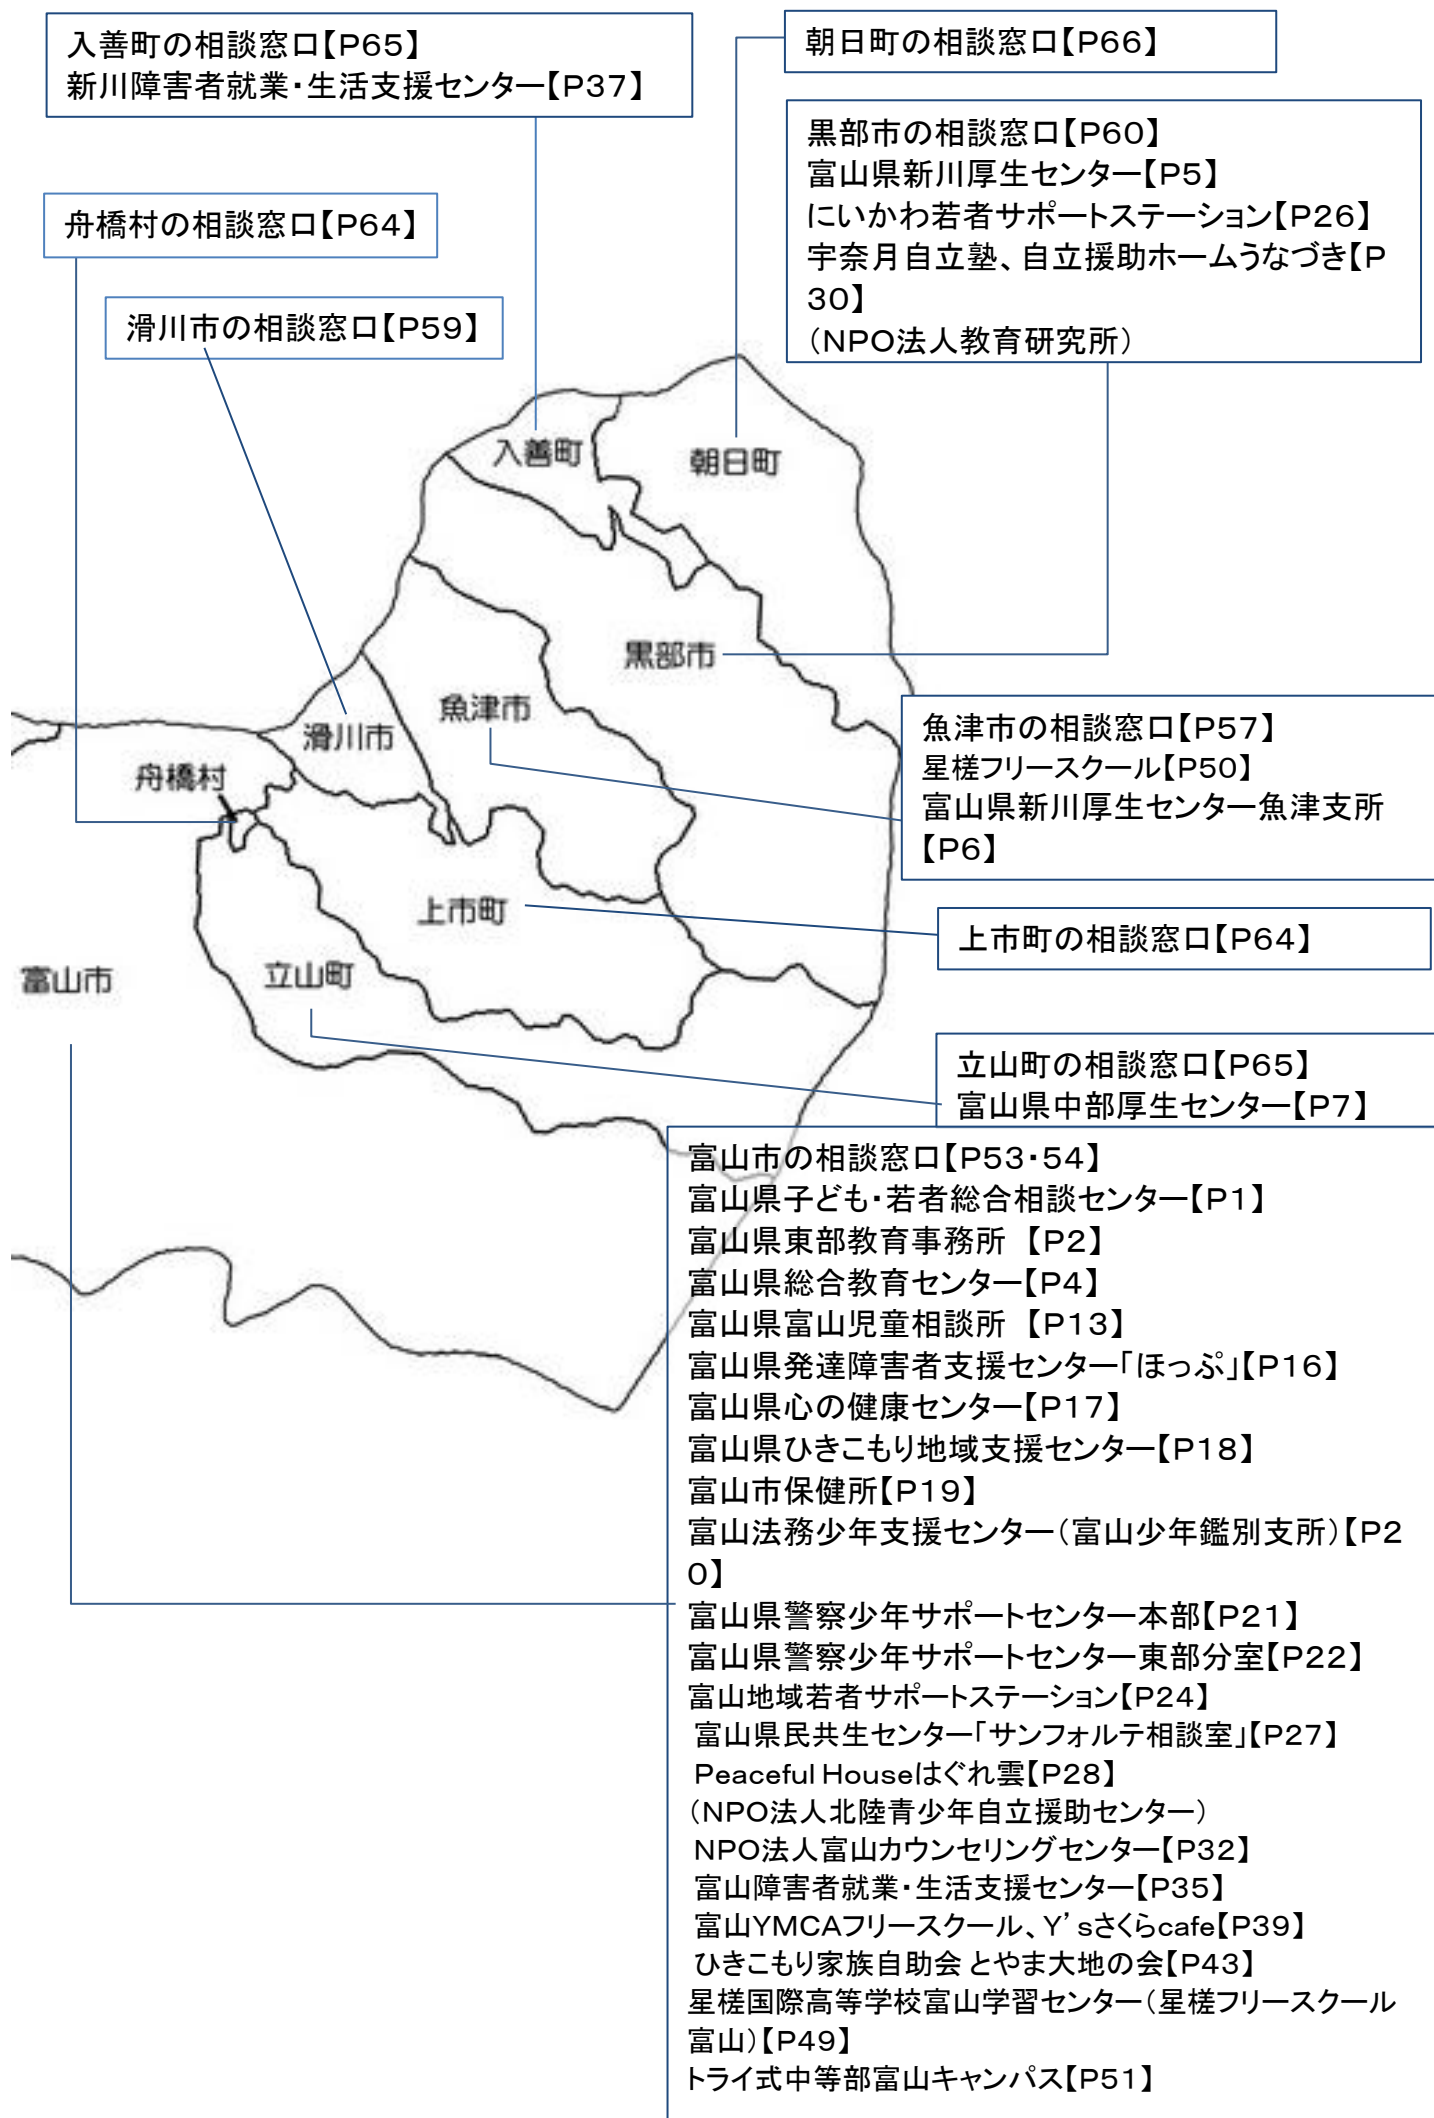 入善町の相談窓口【P65】
新川障害者就業・生活支援センター【P37】
朝日町の相談窓口【P66】
黒部市の相談窓口【P60】
富山県新川厚生センター【P5】
にいかわ若者サポートステーション【P26】
宇奈月自立塾、自立援助ホームうなづき【P
30】
（NPO法人教育研究所）
舟橋村の相談窓口【P64】
滑川市の相談窓口【P59】
入善町
朝日町
黒部市
魚津市
滑川市
舟橋村
上市町
立山町
富山市
魚津市の相談窓口【P57】
星槎フリースクール【P50】
富山県新川厚生センター魚津支所
【P6】
上市町の相談窓口【P64】
立山町の相談窓口【P65】
富山県中部厚生センター【P7】
富山市の相談窓口【P53・54】
富山県子ども・若者総合相談センター【P1】
富山県東部教育事務所 【P2】
富山県総合教育センター【P4】
富山県富山児童相談所 【P13】
富山県発達障害者支援センター「ほっぷ」【P16】
富山県心の健康センター【P17】
富山県ひきこもり地域支援センター【P18】
富山市保健所【P19】
富山法務少年支援センター（富山少年鑑別支所）【P2
0】
富山県警察少年サポートセンター本部【P21】
富山県警察少年サポートセンター東部分室【P22】
富山地域若者サポートステーション【P24】
富山県民共生センター「サンフォルテ相談室」【P27】
Peaceful Houseはぐれ雲【P28】
（NPO法人北陸青少年自立援助センター）
NPO法人富山カウンセリングセンター【P32】
富山障害者就業・生活支援センター【P35】
富山YMCAフリースクール、Y’sさくらcafe【P39】
ひきこもり家族自助会 とやま大地の会【P43】
星槎国際高等学校富山学習センター（星槎フリースクール
富山）【P49】
トライ式中等部富山キャンパス【P51】